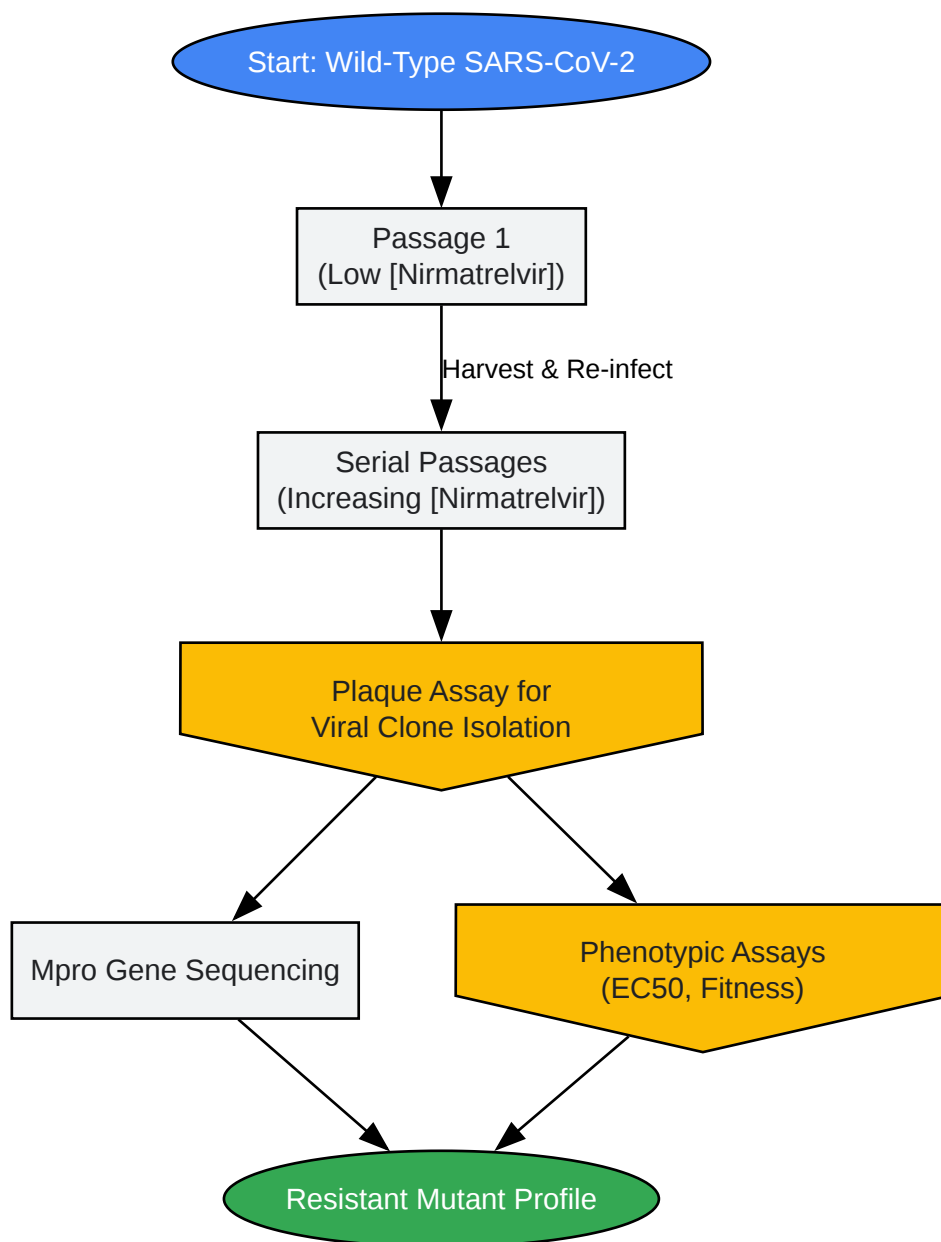 Start: Wild-Type SARS-CoV-2
Passage 1
(Low [Nirmatrelvir])
Harvest & Re-infect
Serial Passages
(Increasing [Nirmatrelvir])
Plaque Assay for
Viral Clone Isolation
Mpro Gene Sequencing
Phenotypic Assays
(EC50, Fitness)
Resistant Mutant Profile